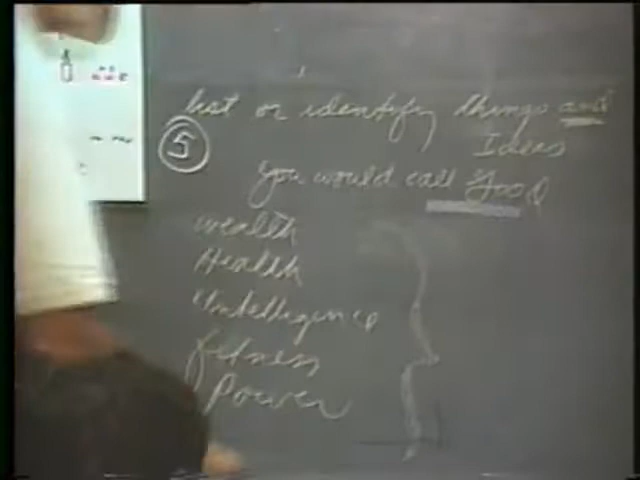 list or identify things and
⑤ Ideas
you would call Good
wealth
Health
Intelligence
fitness
Power